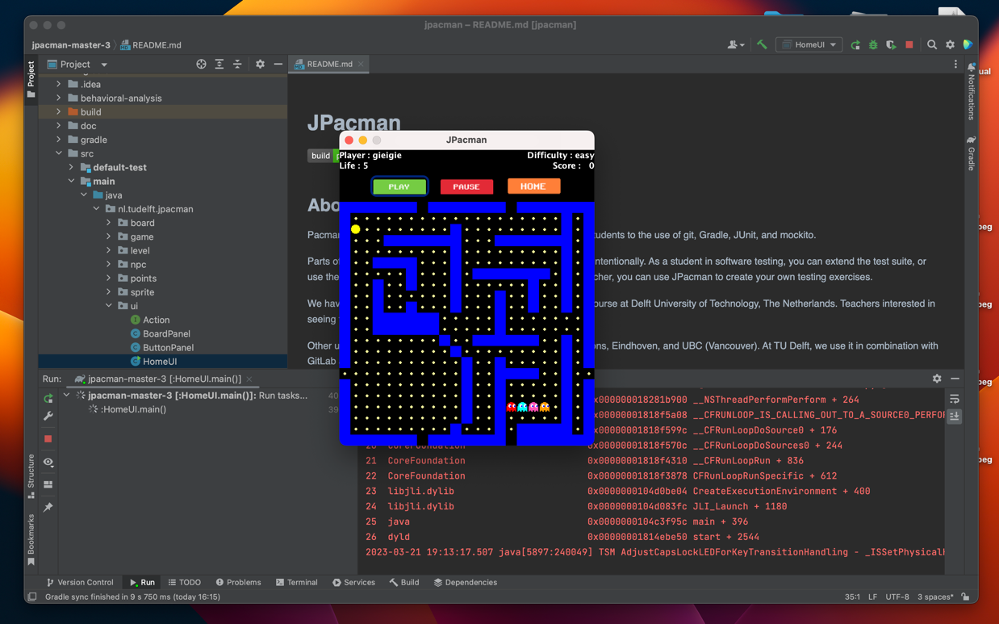 jpacman – README.md [jpacman]
jpacman-master-3
README.md
HomeUI
Project
Project
README.md
Notifications
Gradle
ual
.idea
behavioral-analysis
build
doc
gradle
src
default-test
main
java
nl.tudelft.jpacman
board
game
level
npc
points
sprite
ui
Action
BoardPanel
ButtonPanel
HomeUI
JPacman
build
Abo
Pacma
tudents to the use of git, Gradle, JUnit, and mockito.
Parts of
ntentionally. As a student in software testing, you can extend the test suite, or
use the
cher, you can use JPacman to create your own testing exercises.
We hav
ourse at Delft University of Technology, The Netherlands. Teachers interested in
seeing
Other u
ons, Eindhoven, and UBC (Vancouver). At TU Delft, we use it in combination with
GitLab
JPacman
Player : gieigie
Difficulty : easy
Life : 5
Score : 0
PLAY
PAUSE
HOME
peg
peg
peg
peg
Run:
jpacman-master-3 [:HomeUI.main()]
jpacman-master-3 [:HomeUI.main()]: Run tasks...
40
:HomeUI.main()
39
0x000000018281b900 __NSThreadPerformPerform + 264
0x00000001818f5a08 __CFRUNLOOP_IS_CALLING_OUT_TO_A_SOURCE0_PERFO
0x00000001818f599c __CFRunLoopDoSource0 + 176
20 CoreFoundation 0x00000001818f570c __CFRunLoopDoSources0 + 244
21 CoreFoundation 0x00000001818f4310 __CFRunLoopRun + 836
22 CoreFoundation 0x00000001818f3878 CFRunLoopRunSpecific + 612
23 libjli.dylib 0x0000000104d0be04 CreateExecutionEnvironment + 400
24 libjli.dylib 0x0000000104d083fc JLI_Launch + 1180
25 java 0x0000000104c3f95c main + 396
26 dyld 0x00000001814ebe50 start + 2544
2023-03-21 19:13:17.507 java[5897:240049] TSM AdjustCapsLockLEDForKeyTransitionHandling - _ISSetPhysicalK
Structure
Bookmarks
Version Control
Run
TODO
Problems
Terminal
Services
Build
Dependencies
Gradle sync finished in 9 s 750 ms (today 16:15)
35:1
LF
UTF-8
3 spaces*